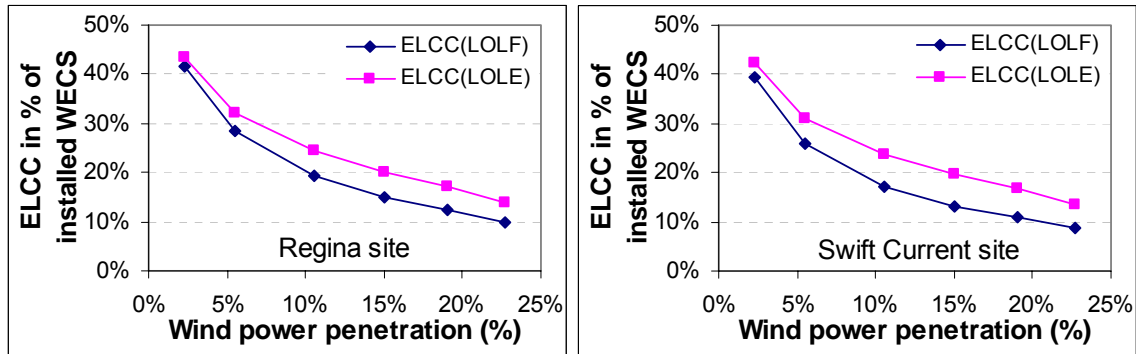 ELCC in % of
installed WECS
50%
40%
30%
20%
10%
0%
ELCC(LOLF)
ELCC(LOLE)
Regina site
0% 5% 10% 15% 20% 25%
Wind power penetration (%)
ELCC in % of
installed WECS
50%
40%
30%
20%
10%
0%
ELCC(LOLF)
ELCC(LOLE)
Swift Current site
0% 5% 10% 15% 20% 25%
Wind power penetration (%)